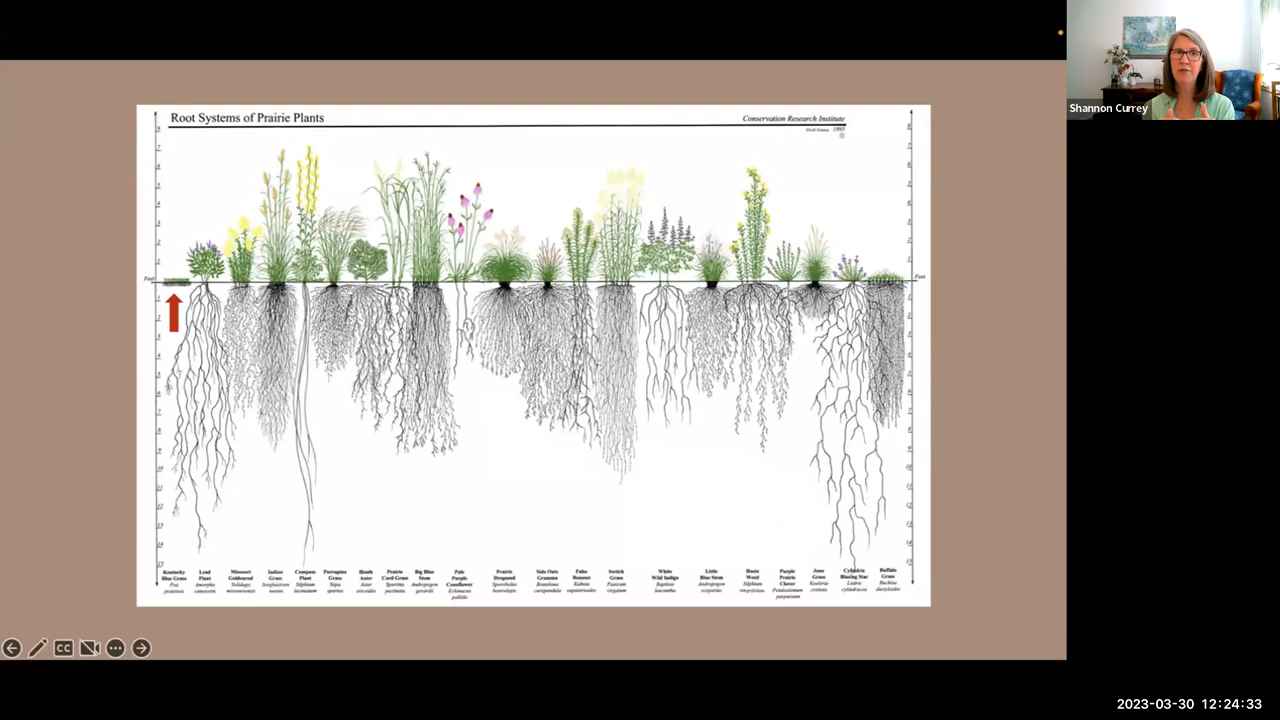 Root Systems of Prairie Plants
Conservation Research Institute
1995
Shannon Currey
Feet
Feet
Kentucky Blue Grass
Poa pratensis
Lead Plant
Amorpha canescens
Missouri Goldenrod
Solidago missouriensis
Indian Grass
Sorghastrum nutans
Compass Plant
Silphium laciniatum
Porcupine Grass
Stipa spartea
Heath Aster
Aster ericoides
Prairie Cord Grass
Spartina pectinata
Big Blue Stem
Andropogon gerardii
Pale Purple Coneflower
Echinacea pallida
Prairie Dropseed
Sporobolus heterolepis
Side Oats Gramma
Bouteloua curtipendula
False Boneset
Kuhnia eupatorioides
Switch Grass
Panicum virgatum
White Wild Indigo
Baptisia leucantha
Little Blue Stem
Andropogon scoparius
Rosin Weed
Silphium integrifolium
Purple Prairie Clover
Petalostemum purpureum
June Grass
Koeleria cristata
Cylindric Blazing Star
Liatris cylindracea
Buffalo Grass
Buchloe dactyloides
CC
2023-03-30 12:24:33